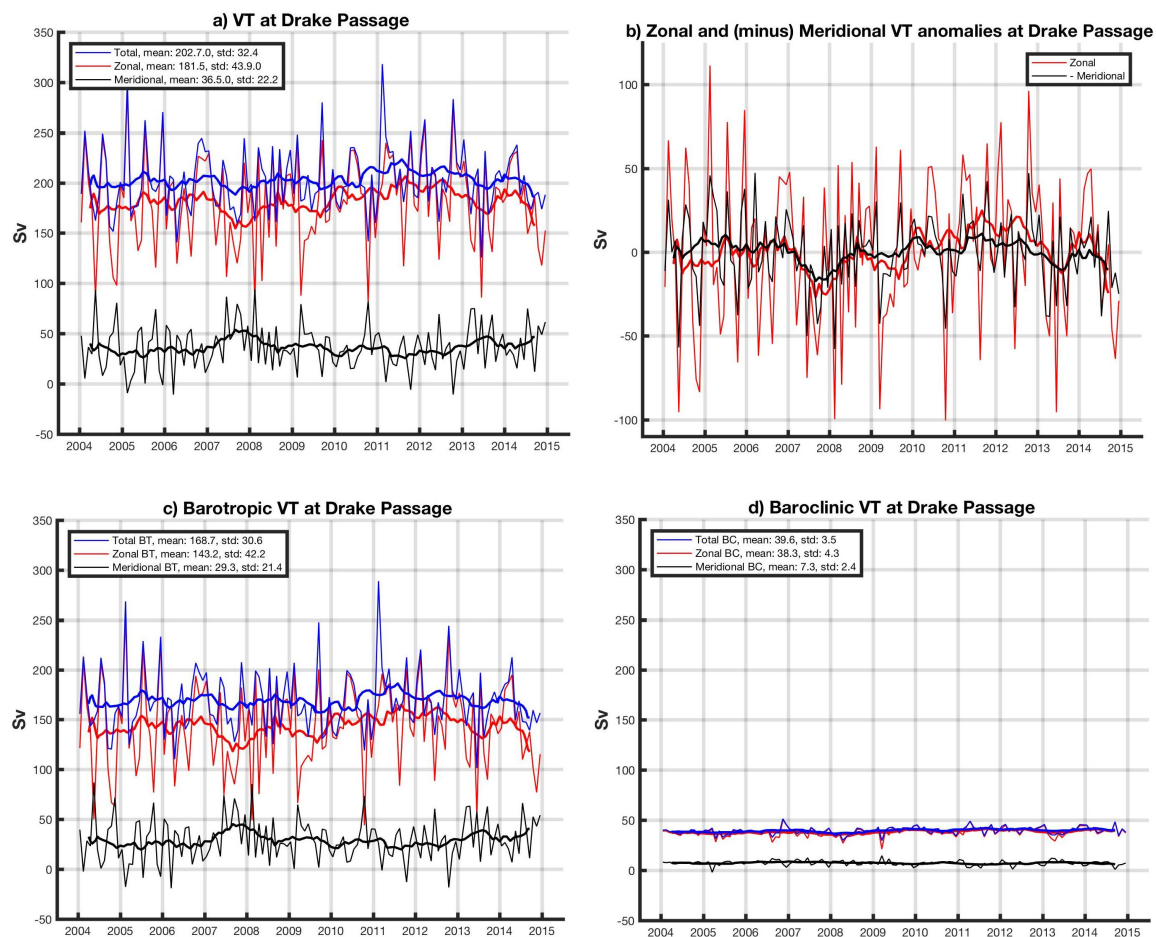 a) VT at Drake Passage
Total, mean: 202.7.0, std: 32.4
Zonal, mean: 181.5, std: 43.9.0
Meridional, mean: 36.5.0, std: 22.2
350
300
250
200
150
100
50
0
-50
Sv
2004 2005 2006 2007 2008 2009 2010 2011 2012 2013 2014 2015
b) Zonal and (minus) Meridional VT anomalies at Drake Passage
Zonal
- Meridional
100
50
0
-50
-100
Sv
2004 2005 2006 2007 2008 2009 2010 2011 2012 2013 2014 2015
c) Barotropic VT at Drake Passage
Total BT, mean: 168.7, std: 30.6
Zonal BT, mean: 143.2, std: 42.2
Meridional BT, mean: 29.3, std: 21.4
350
300
250
200
150
100
50
0
-50
Sv
2004 2005 2006 2007 2008 2009 2010 2011 2012 2013 2014 2015
d) Baroclinic VT at Drake Passage
Total BC, mean: 39.6, std: 3.5
Zonal BC, mean: 38.3, std: 4.3
Meridional BC, mean: 7.3, std: 2.4
350
300
250
200
150
100
50
0
-50
Sv
2004 2005 2006 2007 2008 2009 2010 2011 2012 2013 2014 2015